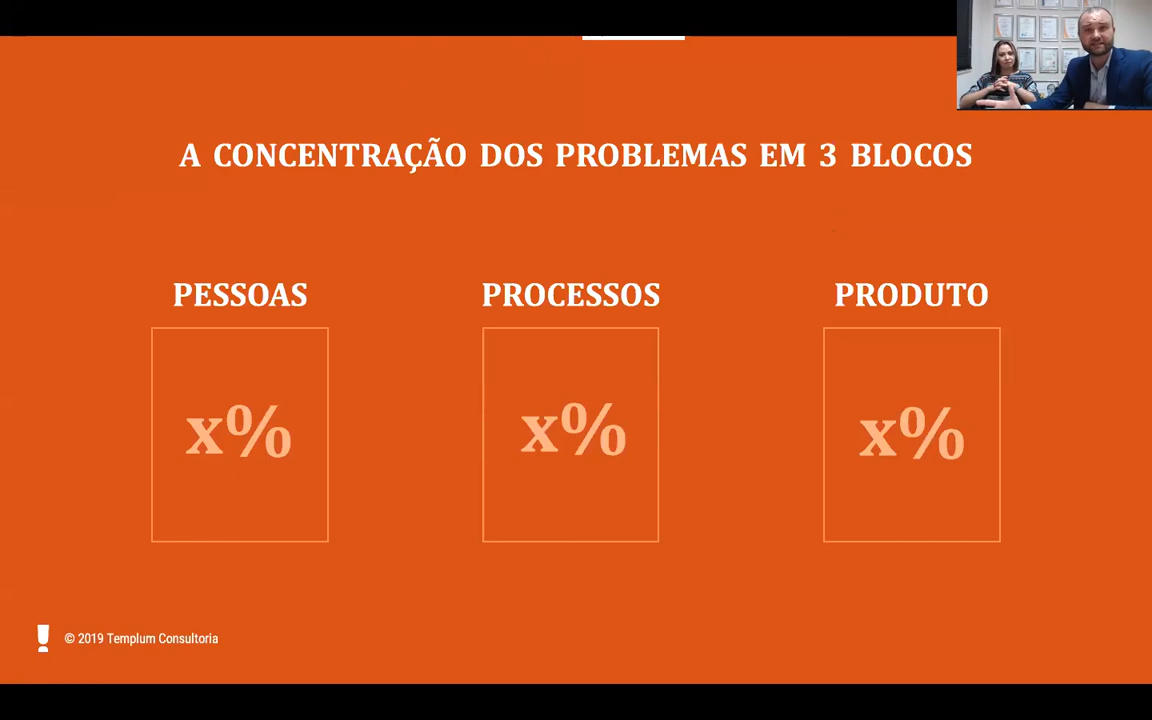 A CONCENTRAÇÃO DOS PROBLEMAS EM 3 BLOCOS
PESSOAS
PROCESSOS
PRODUTO
x%
x%
x%
© 2019 Templum Consultoria